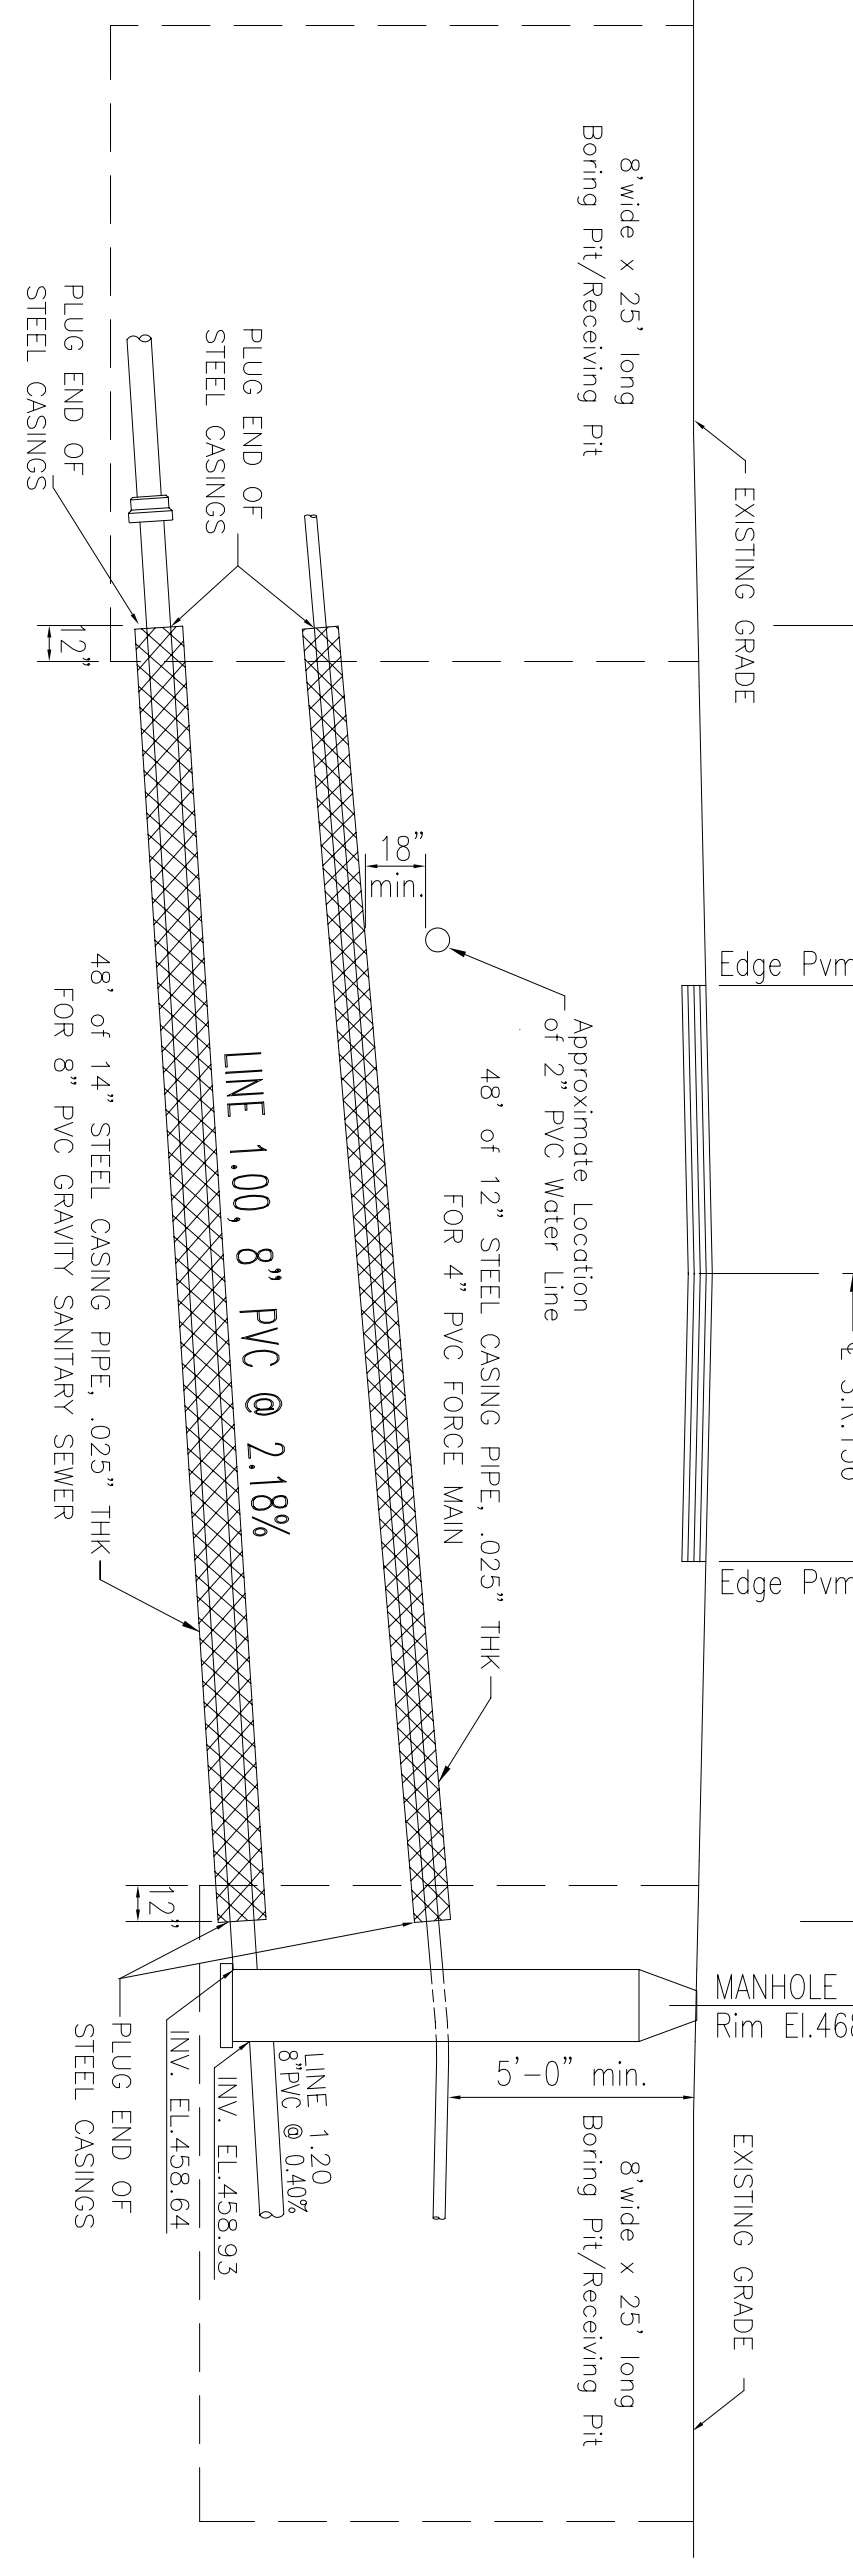 8'wide x 25' long
Boring Pit/Receiving Pit
EXISTING GRADE
PLUG END OF
STEEL CASINGS
PLUG END OF
STEEL CASINGS
12"
18"
min.
Edge Pvm
Approximate Location
of 2" PVC Water Line
48' of 12" STEEL CASING PIPE, .025" THK
FOR 4" PVC FORCE MAIN
LINE 1.00, 8" PVC @ 2.18%
48' of 14" STEEL CASING PIPE, .025" THK
FOR 8" PVC GRAVITY SANITARY SEWER
Edge Pvm
12"
MANHOLE
Rim El.468
5'-0" min.
LINE 1.20
8"PVC @ 0.40%
INV. EL.458.93
INV. EL.458.64
PLUG END OF
STEEL CASINGS
8'wide x 25' long
Boring Pit/Receiving Pit
EXISTING GRADE